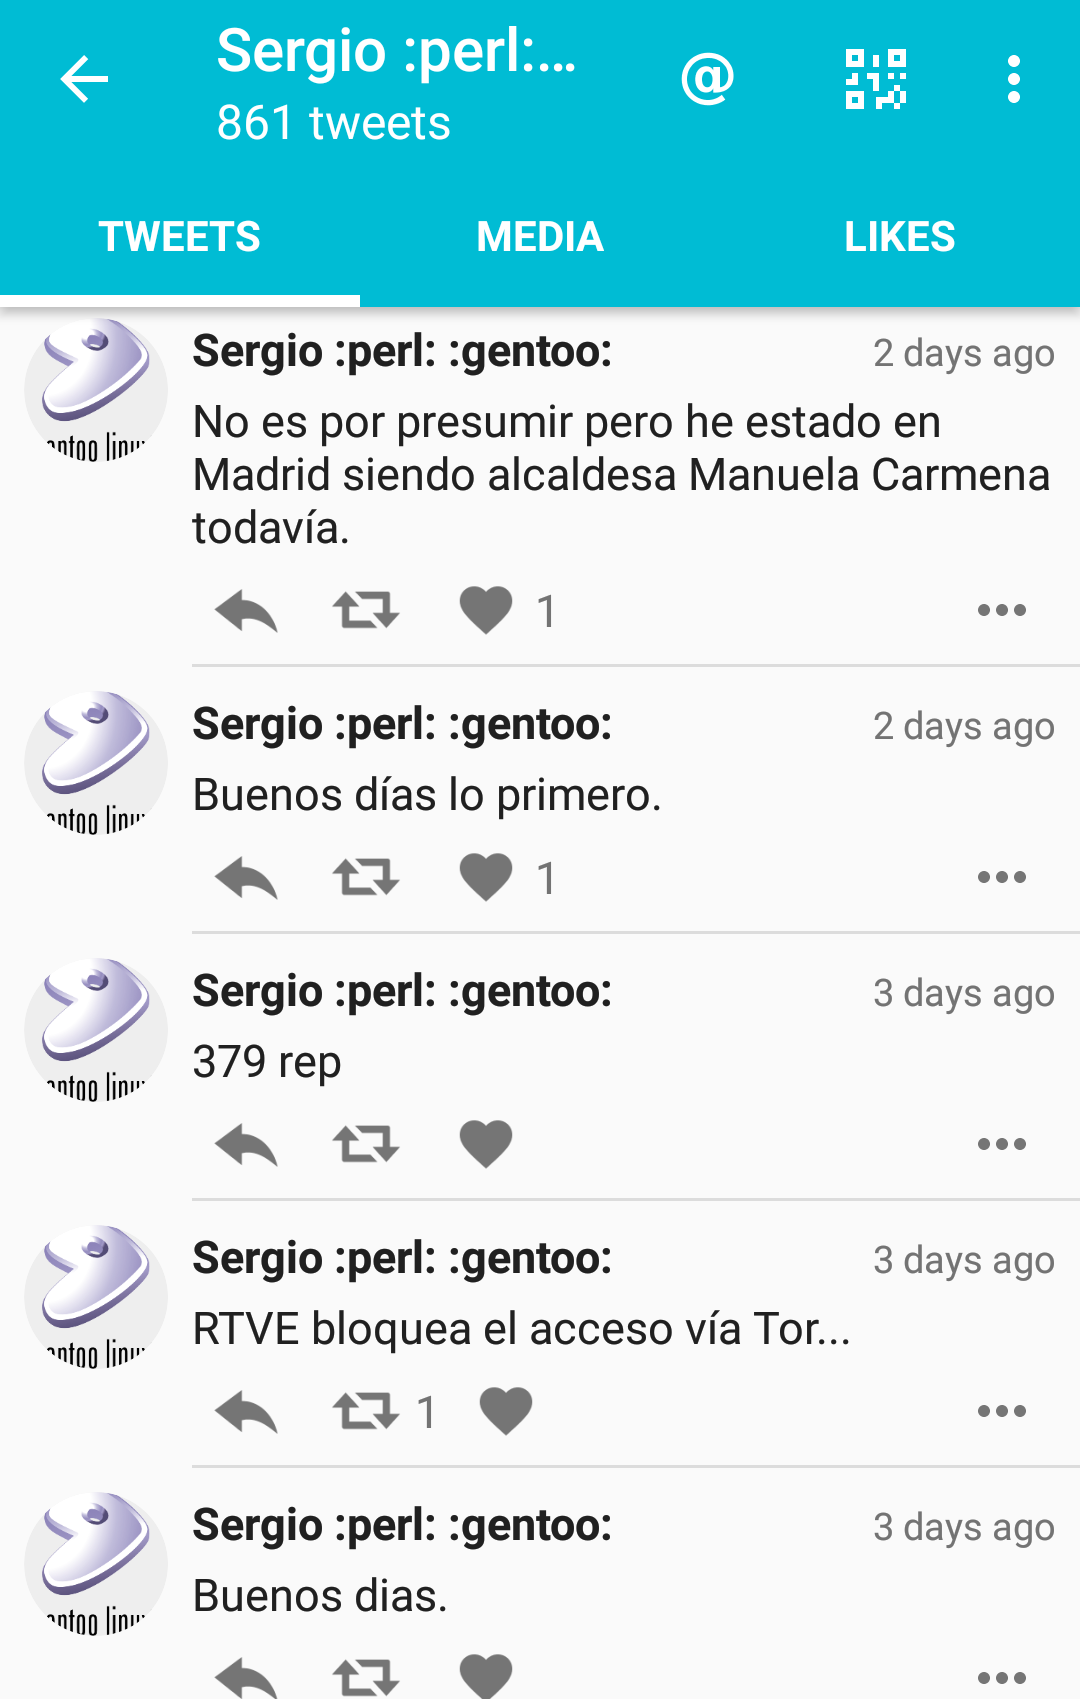 Sergio :perl:...
861 tweets
@
TWEETS MEDIA LIKES
Sergio :perl: :gentoo: 2 days ago
No es por presumir pero he estado en
Madrid siendo alcaldesa Manuela Carmena
todavía.
1
Sergio :perl: :gentoo: 2 days ago
Buenos días lo primero.
1
Sergio :perl: :gentoo: 3 days ago
379 rep
Sergio :perl: :gentoo: 3 days ago
RTVE bloquea el acceso vía Tor...
1
Sergio :perl: :gentoo: 3 days ago
Buenos dias.